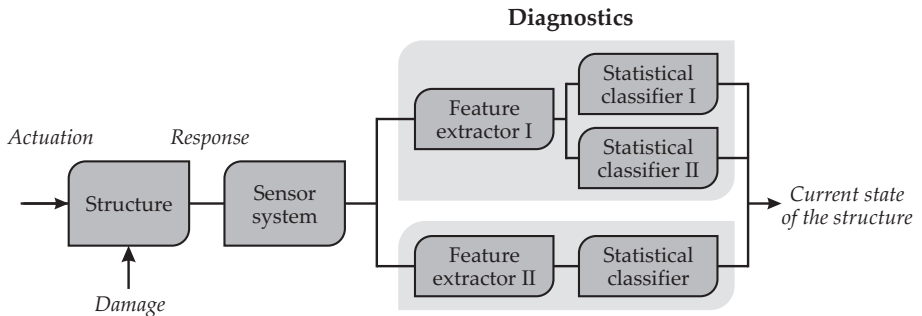 Diagnostics
Statistical
classifier I
Feature
extractor I
Actuation
Response
Statistical
classifier II
Structure
Sensor
system
Current state
of the structure
Feature
extractor II
Statistical
classifier
Damage